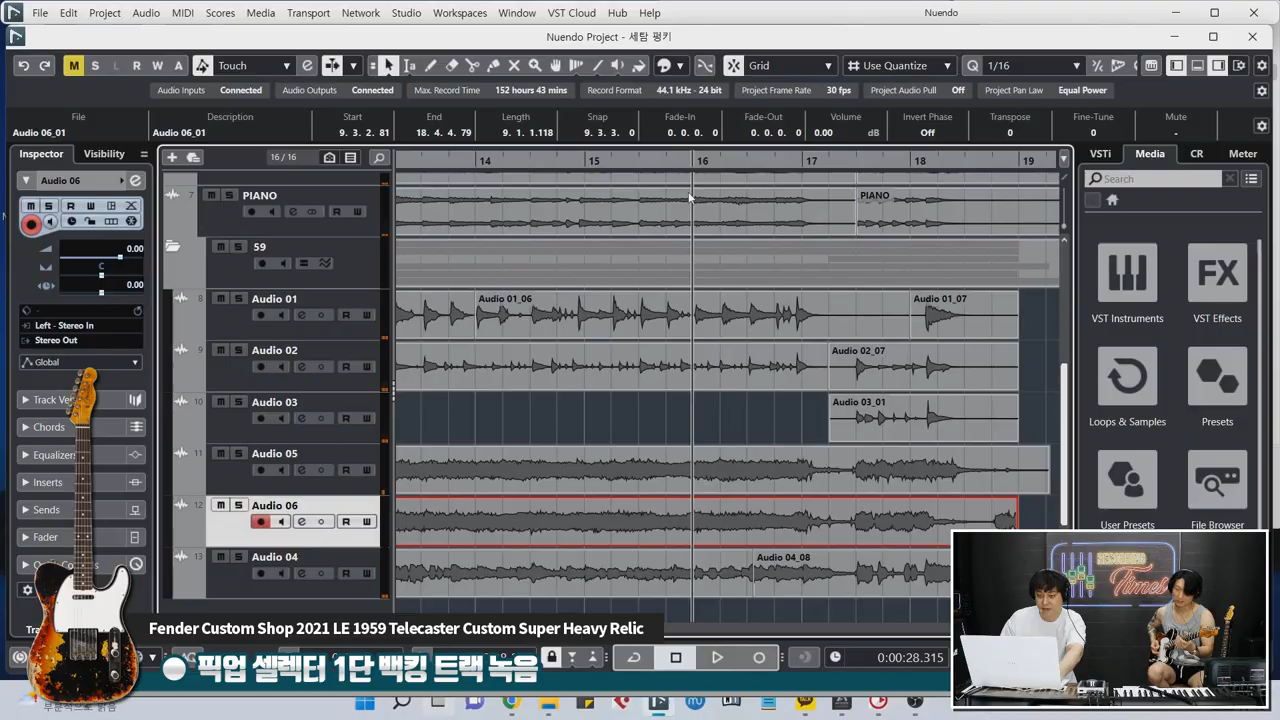 File Edit Project Audio MIDI Scores Media Transport Network Studio Workspaces Window VST Cloud Hub Help Nuendo
Nuendo Project - 세탐 펑키
M S L R W A Touch Grid Use Quantize Q 1/16
Audio Inputs Connected Audio Outputs Connected Max. Record Time 152 hours 43 mins Record Format 44.1 kHz - 24 bit Project Frame Rate 30 fps Project Audio Pull Off Project Pan Law Equal Power
File Description Start End Length Snap Fade-In Fade-Out Volume Invert Phase Transpose Fine-Tune Mute
Audio 06_01 Audio 06_01 9. 3. 2. 81 18. 4. 4. 79 9. 1. 1.118 9. 3. 3. 0 0. 0. 0. 0 0. 0. 0. 0 0.00 dB Off 0 0 -
Inspector Visibility 16 / 16 14 15 16 17 18 19 VSTi Media CR Meter
Audio 06
Search
7 M S PIANO PIANO
R W
M S R W
0.00
C
0.00
M S 59
Left - Stereo In
Stereo Out
Global
8 M S Audio 01 Audio 01_06 Audio 01_07
R W
9 M S Audio 02 Audio 02_07
R W
10 M S Audio 03 Audio 03_01
R W
11 M S Audio 05
R W
12 M S Audio 06
R W
13 M S Audio 04 Audio 04_08
R W
Chords
Equalizers
Inserts
Sends
Fader
FX
VST Instruments VST Effects
Loops & Samples Presets
User Presets File Browser
RECORDING
Times
Fender Custom Shop 2021 LE 1959 Telecaster Custom Super Heavy Relic
픽업 셀렉터 1단 백킹 트랙 녹음
0:00:28.315